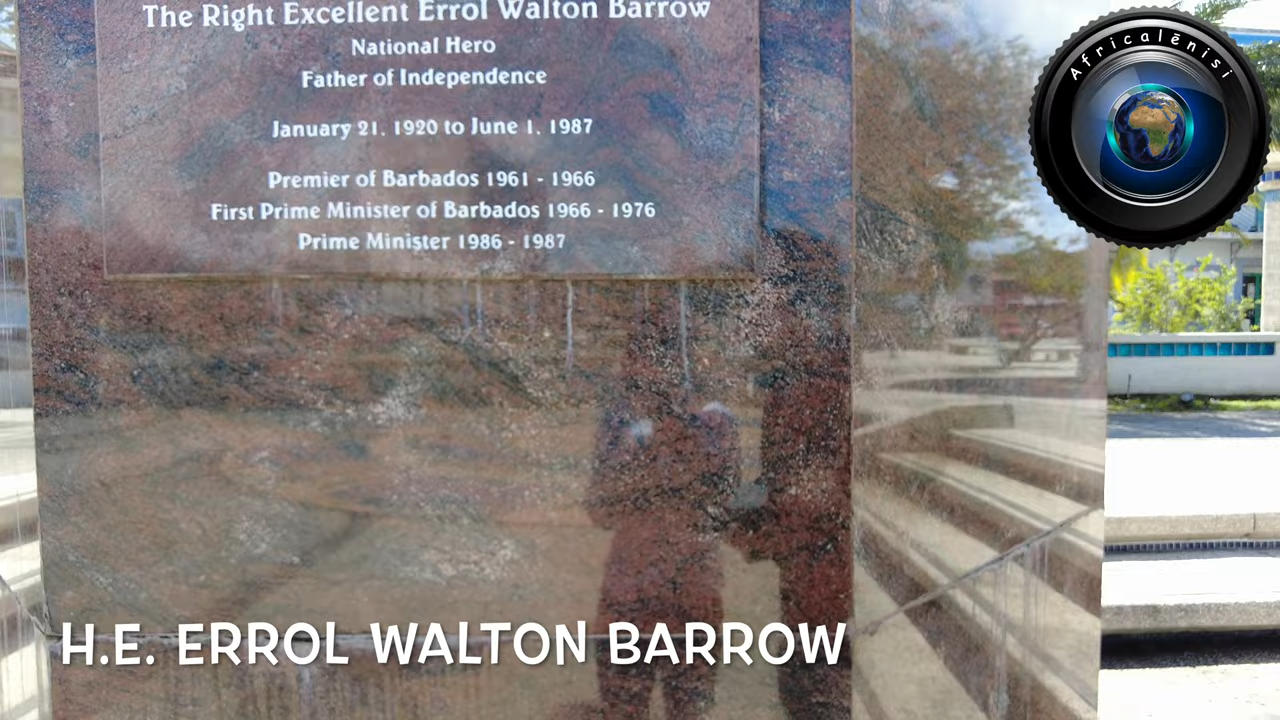 The Right Excellent Errol Walton Barrow
National Hero
Father of Independence
January 21, 1920 to June 1, 1987
Premier of Barbados 1961 - 1966
First Prime Minister of Barbados 1966 - 1976
Prime Minister 1986 - 1987
Africalēnisi
H.E. ERROL WALTON BARROW